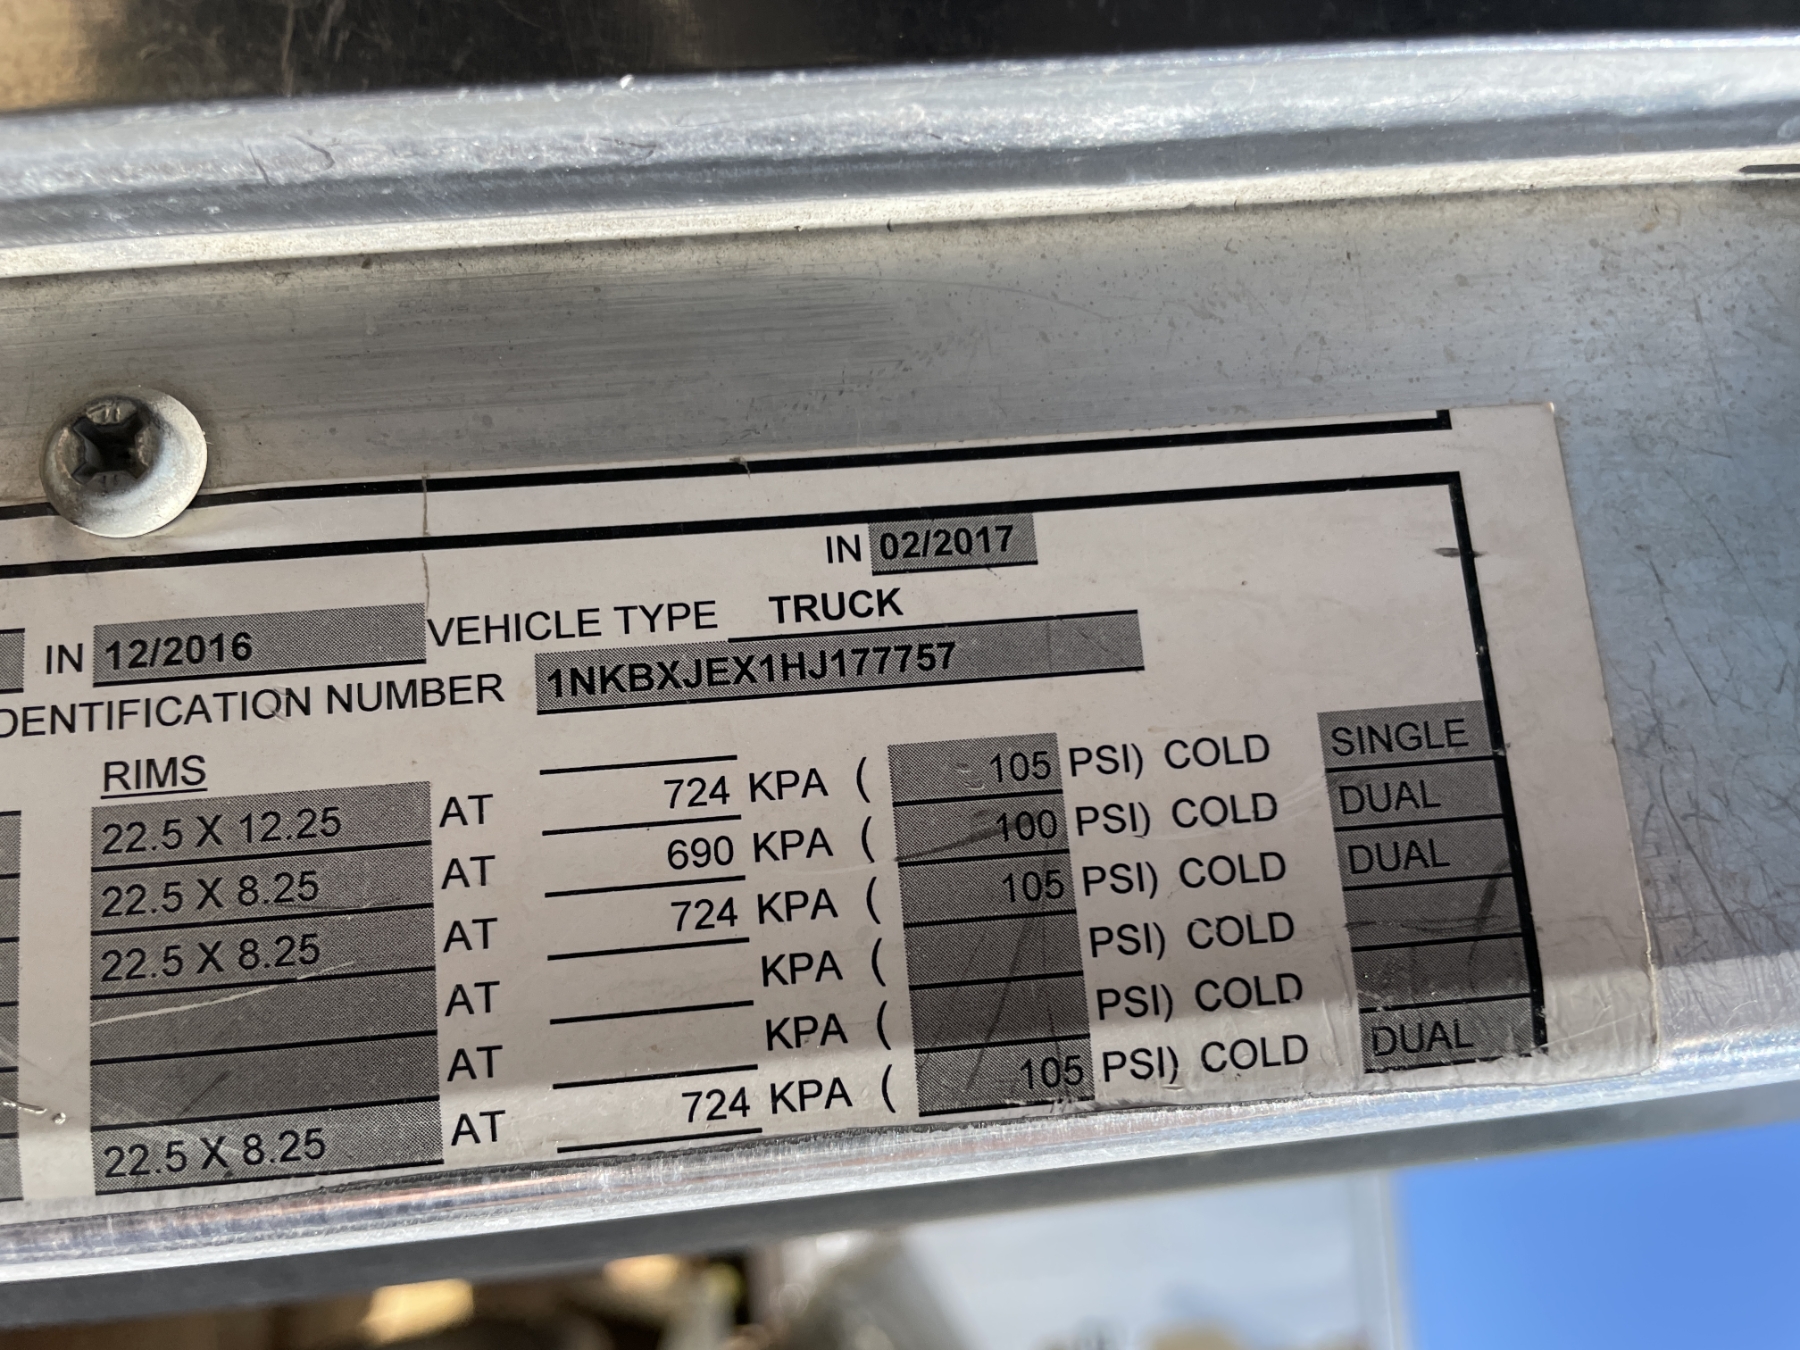 IN 02/2017
IN 12/2016 VEHICLE TYPE TRUCK
DENTIFICATION NUMBER 1NKBXJEX1HJ177757
RIMS
22.5 X 12.25 AT 724 KPA ( 105 PSI) COLD SINGLE
22.5 X 8.25 AT 690 KPA ( 100 PSI) COLD DUAL
22.5 X 8.25 AT 724 KPA ( 105 PSI) COLD DUAL
AT KPA ( PSI) COLD
AT KPA ( PSI) COLD
22.5 X 8.25 AT 724 KPA ( 105 PSI) COLD DUAL